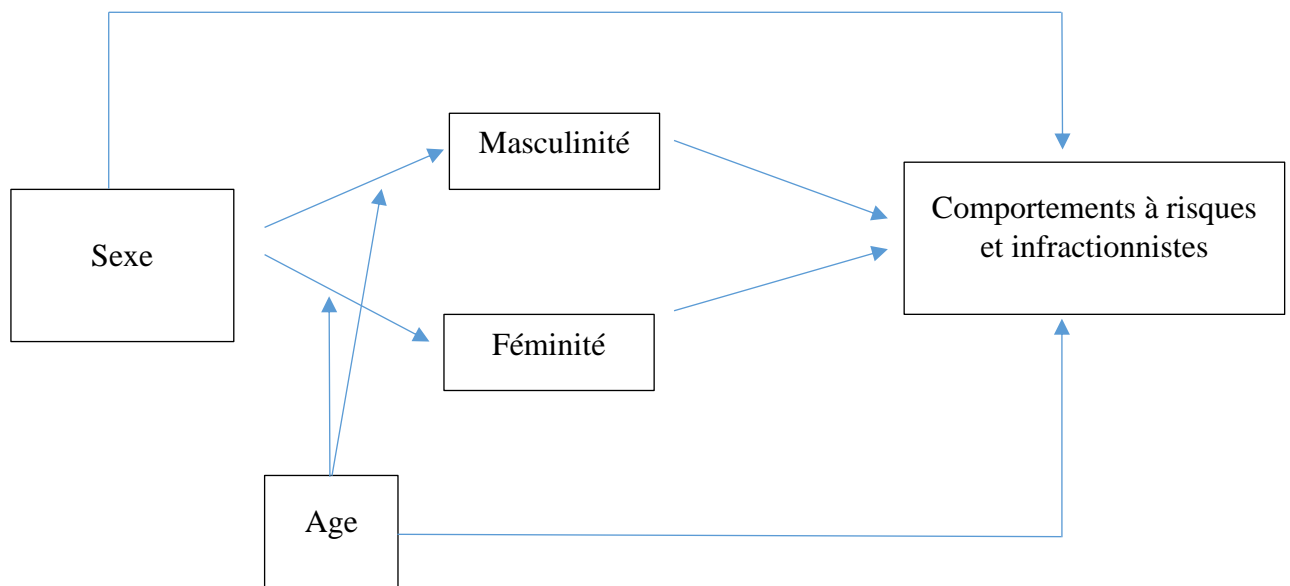 Masculinité
Sexe
Comportements à risques
et infractionnistes
Féminité
Age